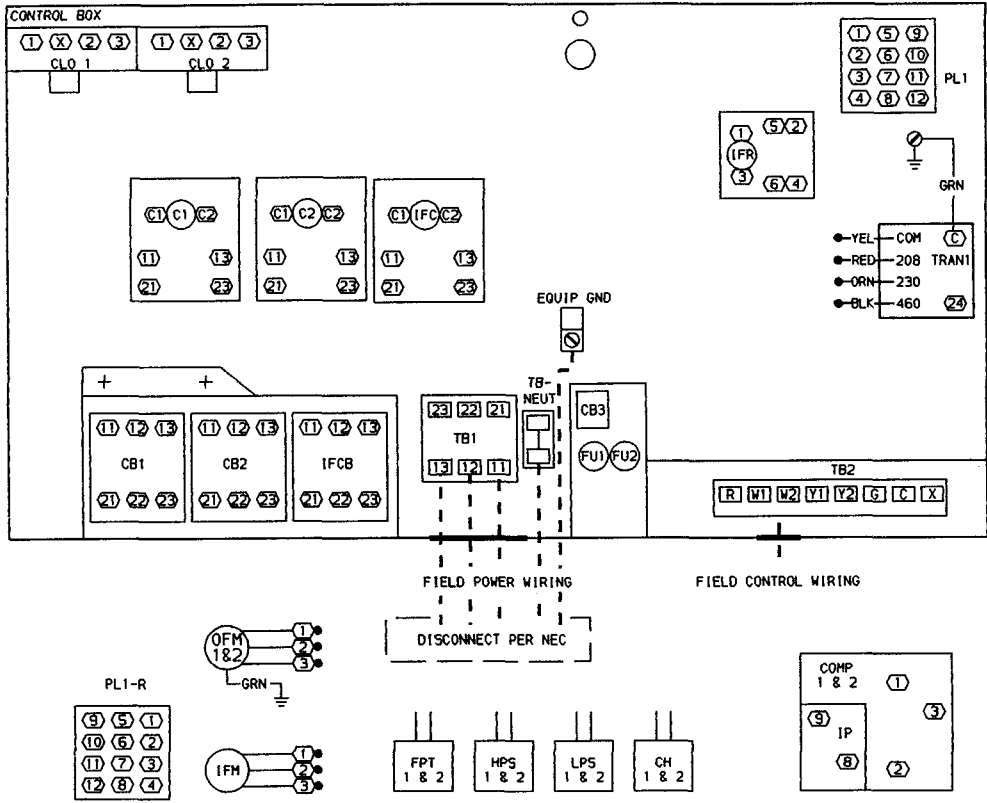 CONTROL BOX
1 X 2 3
CLO 1
1 X 2 3
CLO 2
1 5 9
2 6 10
3 7 11
4 8 12
PL1
1 5 2
IFR
3 6 4
GRN
YEL COM C
RED 208 TRAN1
ORN 230
BLK 460 24
C1 C1 C2
11 13
21 23
C1 C2 C2
11 13
21 23
C1 IFC C2
11 13
21 23
EQUIP GND
TB-
NEUT
11 12 13
CB1
21 22 23
11 12 13
CB2
21 22 23
11 12 13
IFCB
21 22 23
23 22 21
TB1
13 12 11
CB3
FU1 FU2
TB2
R W1 W2 Y1 Y2 G C X
FIELD POWER WIRING
FIELD CONTROL WIRING
DISCONNECT PER NEC
OFM
1&2
1
2
3
GRN
PL1-R
9 5 1
10 6 2
11 7 3
12 8 4
IFM
1
2
3
FPT
1 & 2
HPS
1 & 2
LPS
1 & 2
CH
1 & 2
COMP
1 & 2
1
3
9
IP
8
2